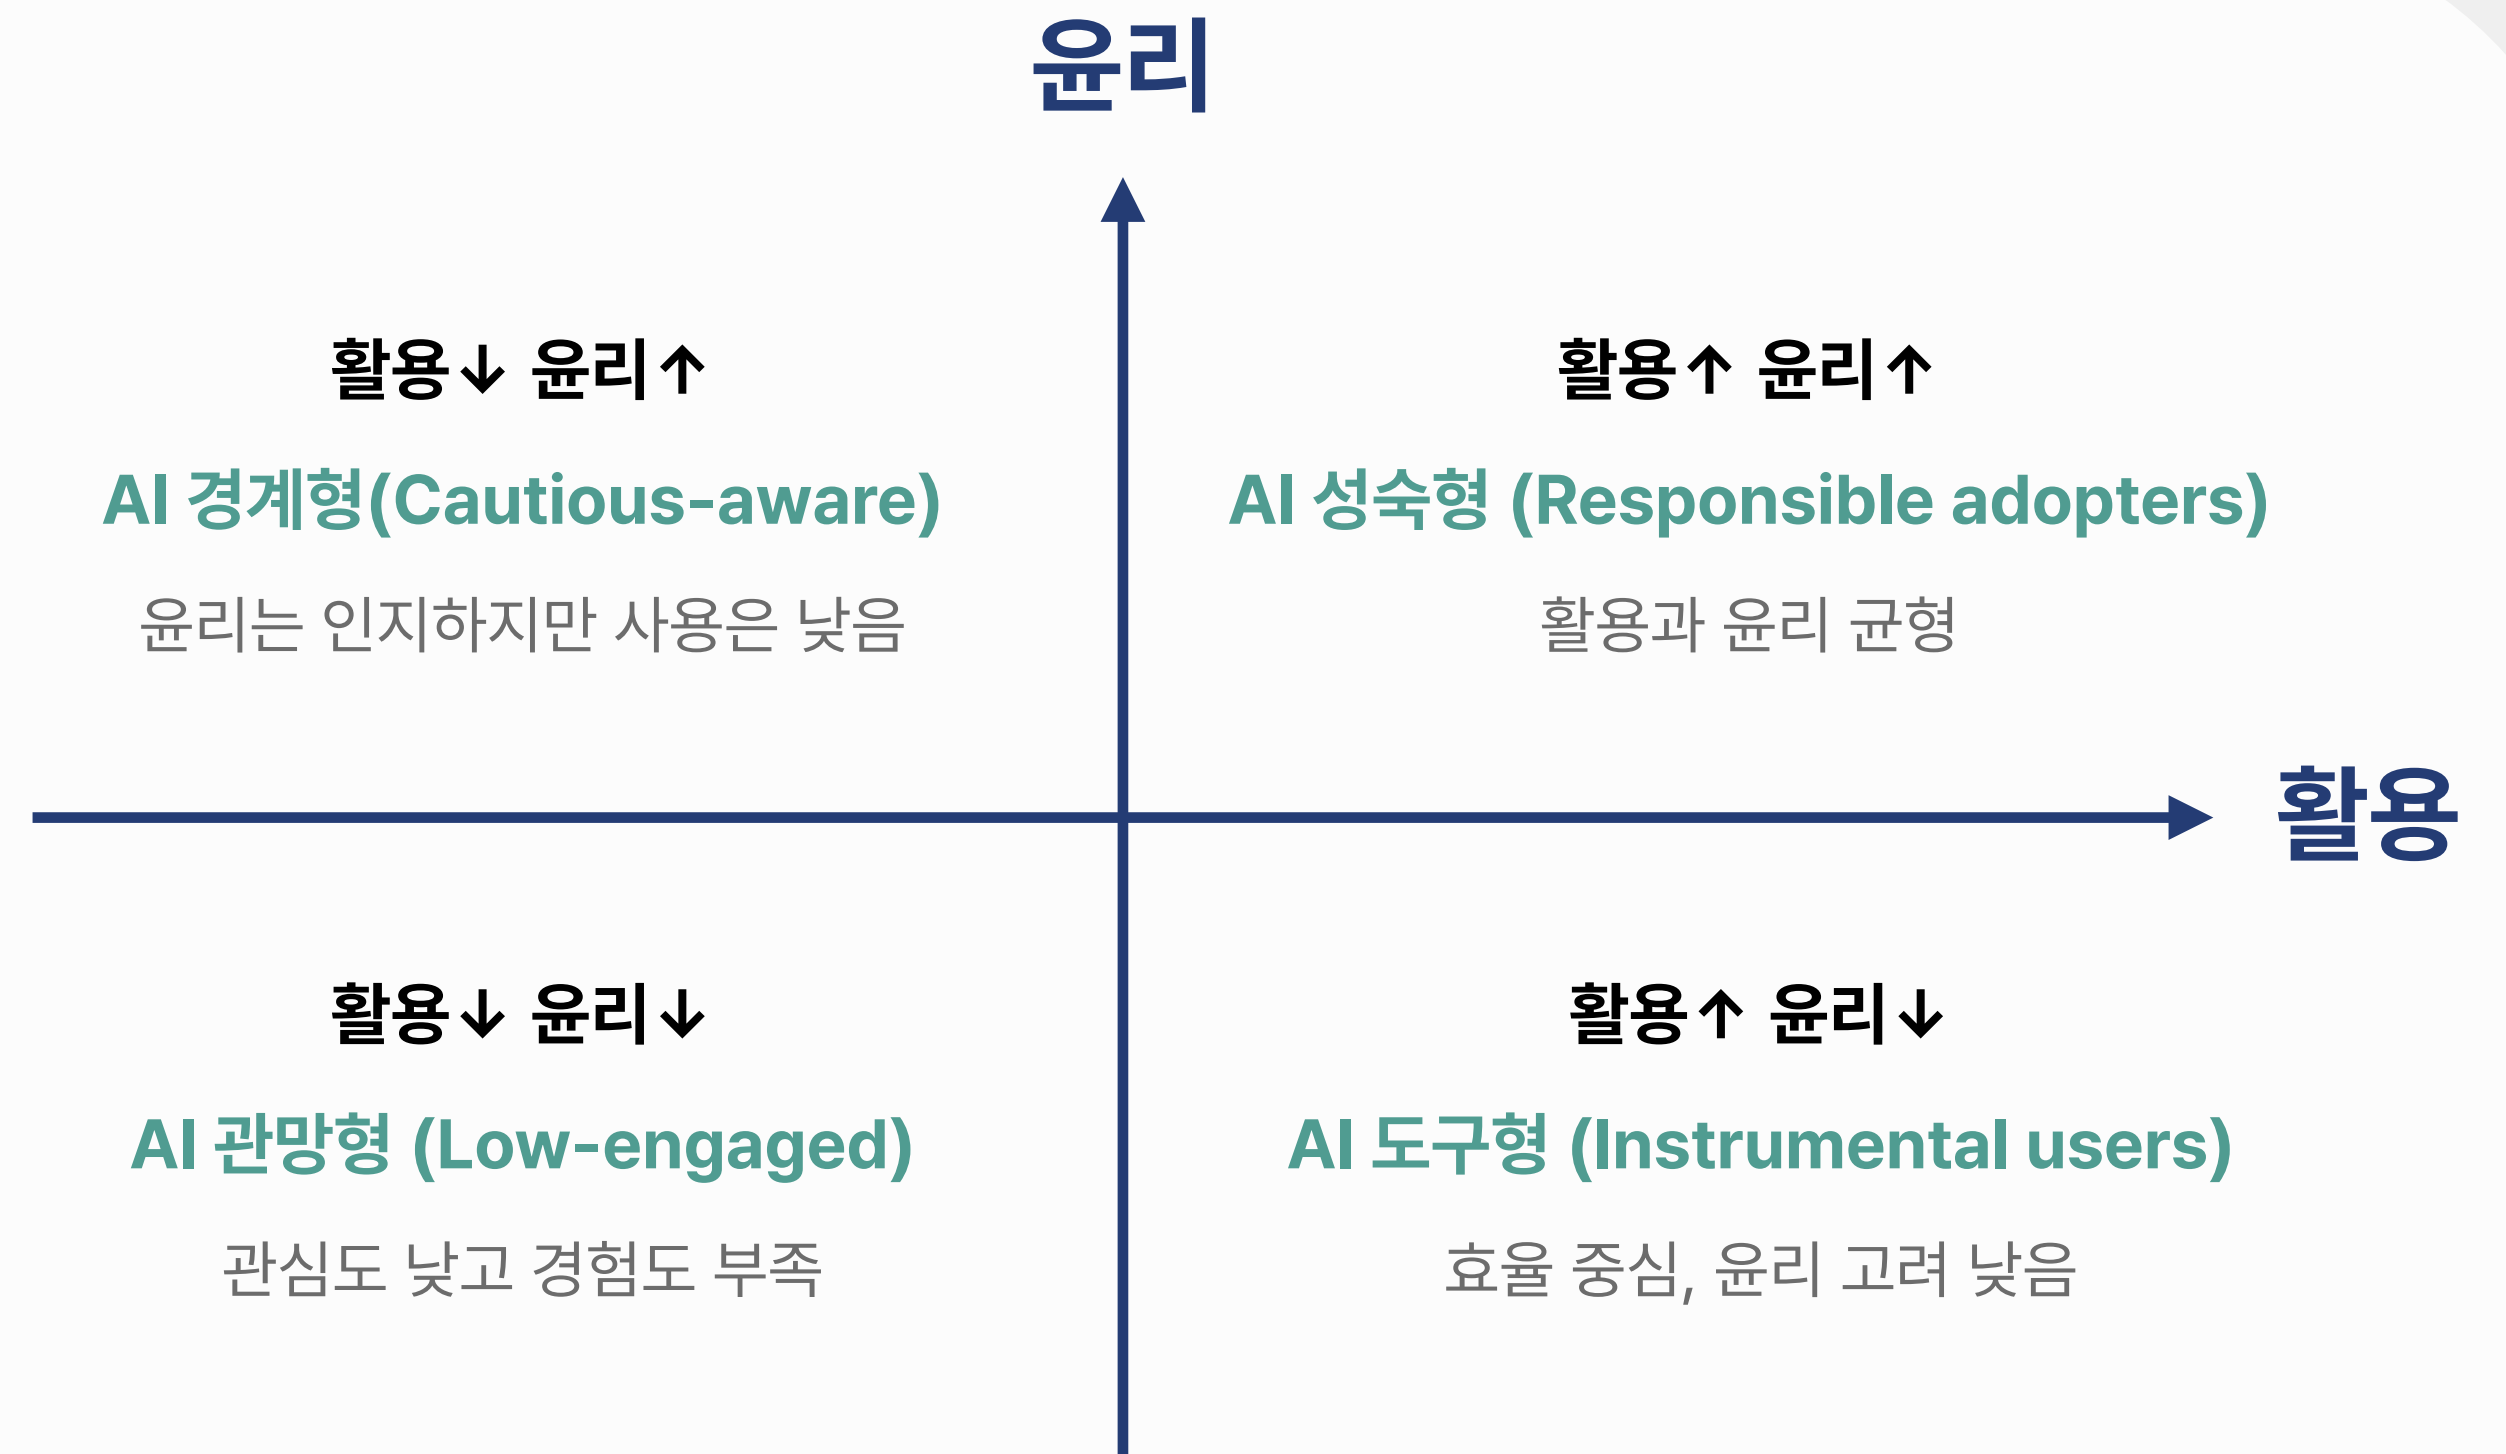 윤리
활용↓ 윤리↑
AI 경계형(Cautious-aware)
윤리는 인지하지만 사용은 낮음
활용↑ 윤리↑
AI 성숙형 (Responsible adopters)
활용과 윤리 균형
활용
활용↓ 윤리↓
AI 관망형 (Low-engaged)
관심도 낮고 경험도 부족
활용↑ 윤리↓
AI 도구형 (Instrumental users)
효율 중심, 윤리 고려 낮음